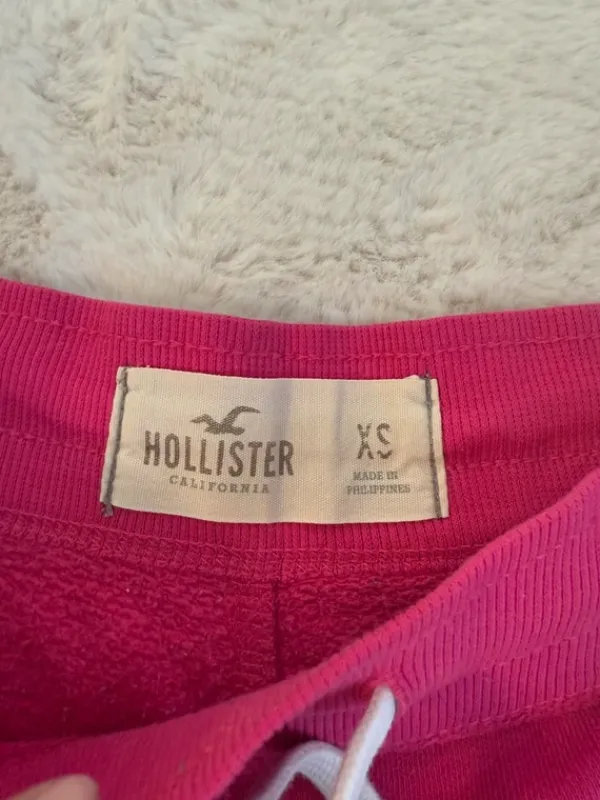 HOLLISTER
CALIFORNIA
XS
MADE IN
PHILIPPINES